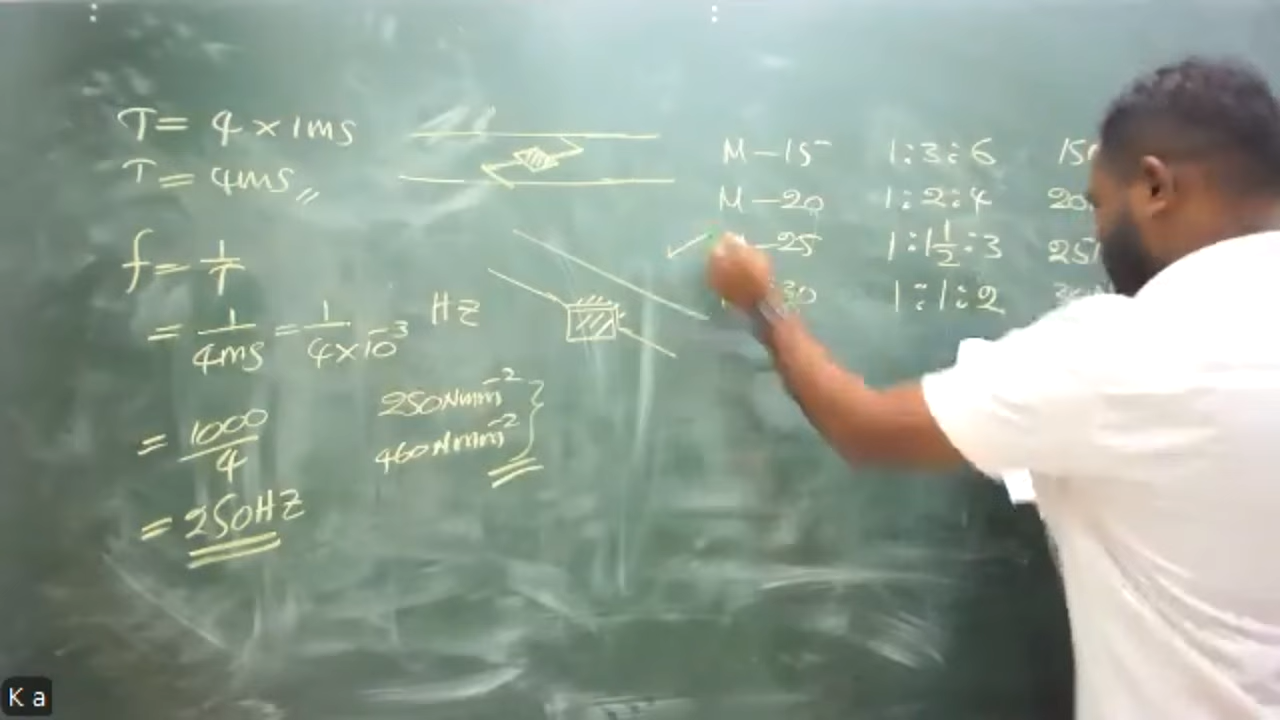 T = 4 × 1ms
T = 4ms
f = 1/T
= 1/4ms = 1/4×10⁻³ Hz
= 1000/4
= 250HZ
250Nmm⁻²
460Nmm⁻²
M-15 1:3:6 15
M-20 1:2:4 20
-25 1:1½:3 25
30 1:1:2
K a